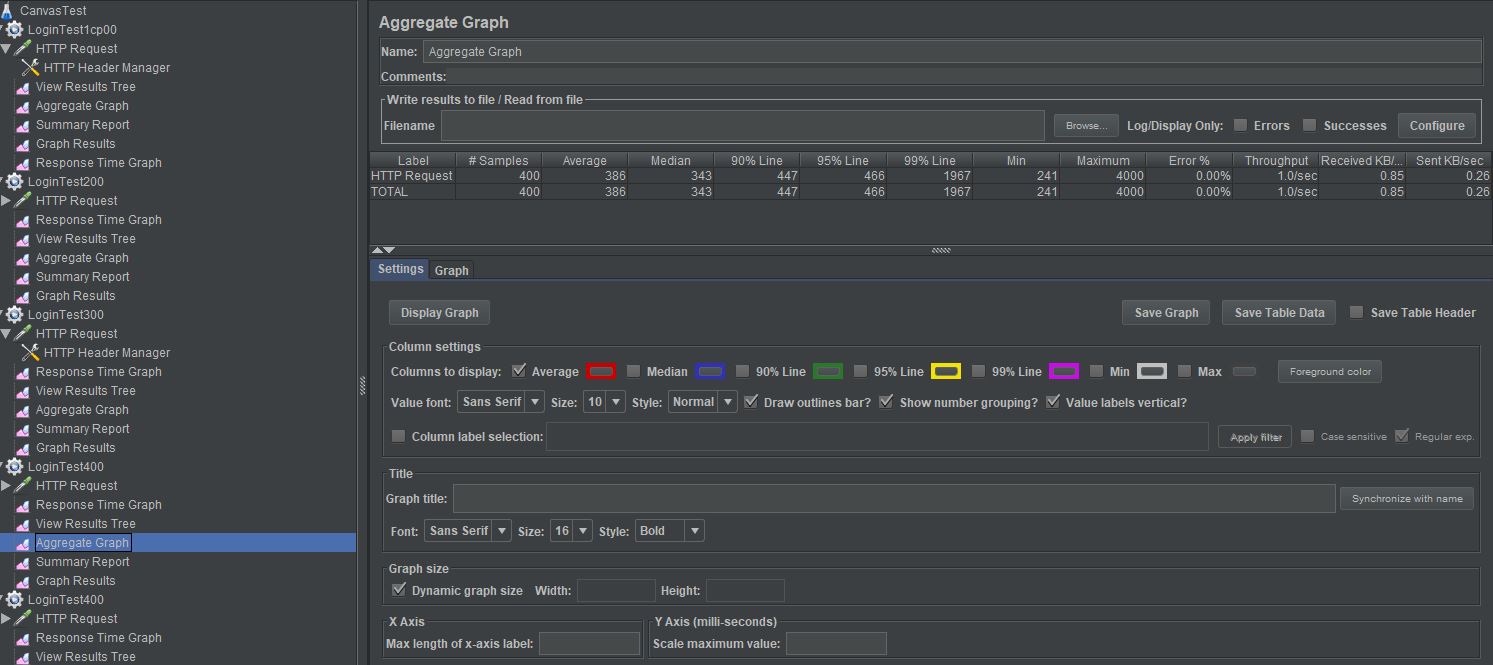 CanvasTest
LoginTest1cp00
HTTP Request
HTTP Header Manager
View Results Tree
Aggregate Graph
Summary Report
Graph Results
Response Time Graph
LoginTest200
HTTP Request
Response Time Graph
View Results Tree
Aggregate Graph
Summary Report
Graph Results
LoginTest300
HTTP Request
HTTP Header Manager
Response Time Graph
View Results Tree
Aggregate Graph
Summary Report
Graph Results
LoginTest400
HTTP Request
Response Time Graph
View Results Tree
Aggregate Graph
Summary Report
Graph Results
LoginTest400
HTTP Request
Response Time Graph
View Results Tree
Aggregate Graph
Name: Aggregate Graph
Comments:
Write results to file / Read from file
Filename Browse... Log/Display Only: Errors Successes Configure
Label # Samples Average Median 90% Line 95% Line 99% Line Min Maximum Error % Throughput Received KB/... Sent KB/sec
HTTP Request 400 386 343 447 466 1967 241 4000 0.00% 1.0/sec 0.85 0.26
TOTAL 400 386 343 447 466 1967 241 4000 0.00% 1.0/sec 0.85 0.26
Settings Graph
Display Graph Save Graph Save Table Data Save Table Header
Column settings
Columns to display: Average Median 90% Line 95% Line 99% Line Min Max Foreground color
Value font: Sans Serif Size: 10 Style: Normal Draw outlines bar? Show number grouping? Value labels vertical?
Column label selection: Apply filter Case sensitive Regular exp.
Title
Graph title: Synchronize with name
Font: Sans Serif Size: 16 Style: Bold
Graph size
Dynamic graph size Width: Height:
X Axis Y Axis (milli-seconds)
Max length of x-axis label: Scale maximum value: